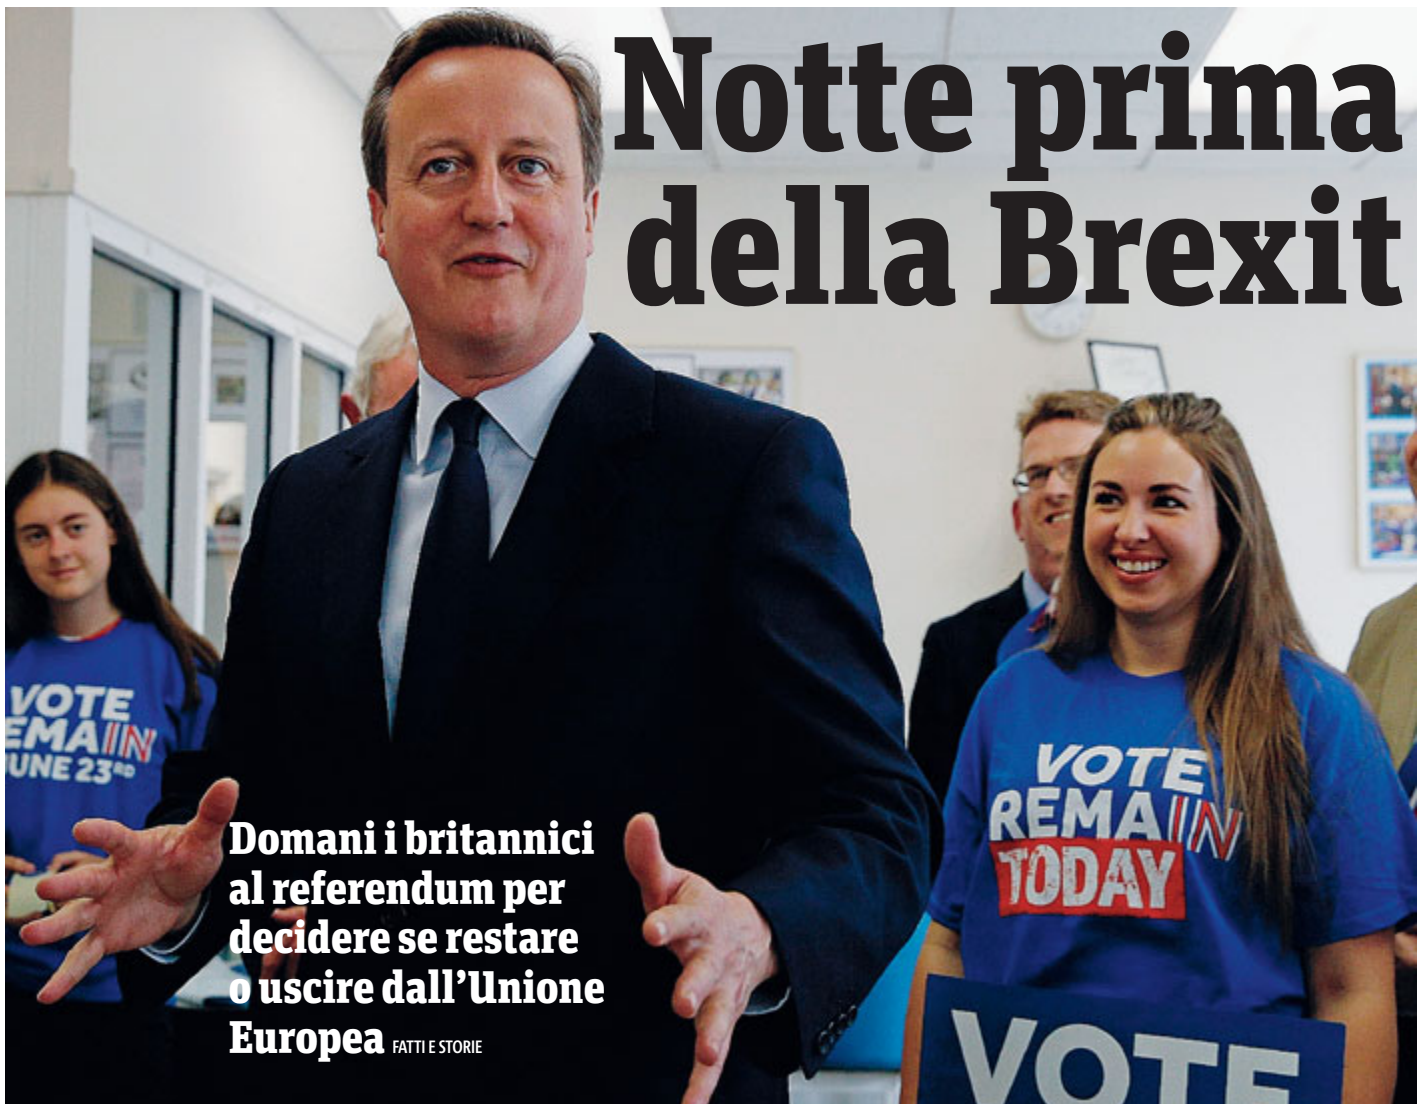 Notte prima
della Brexit
VOTE
EMAIN
UNE 23RD
Domani i britannici
al referendum per
decidere se restare
o uscire dall'Unione
Europea FATTI E STORIE
VOTE
REMAIN
TODAY
VOTE